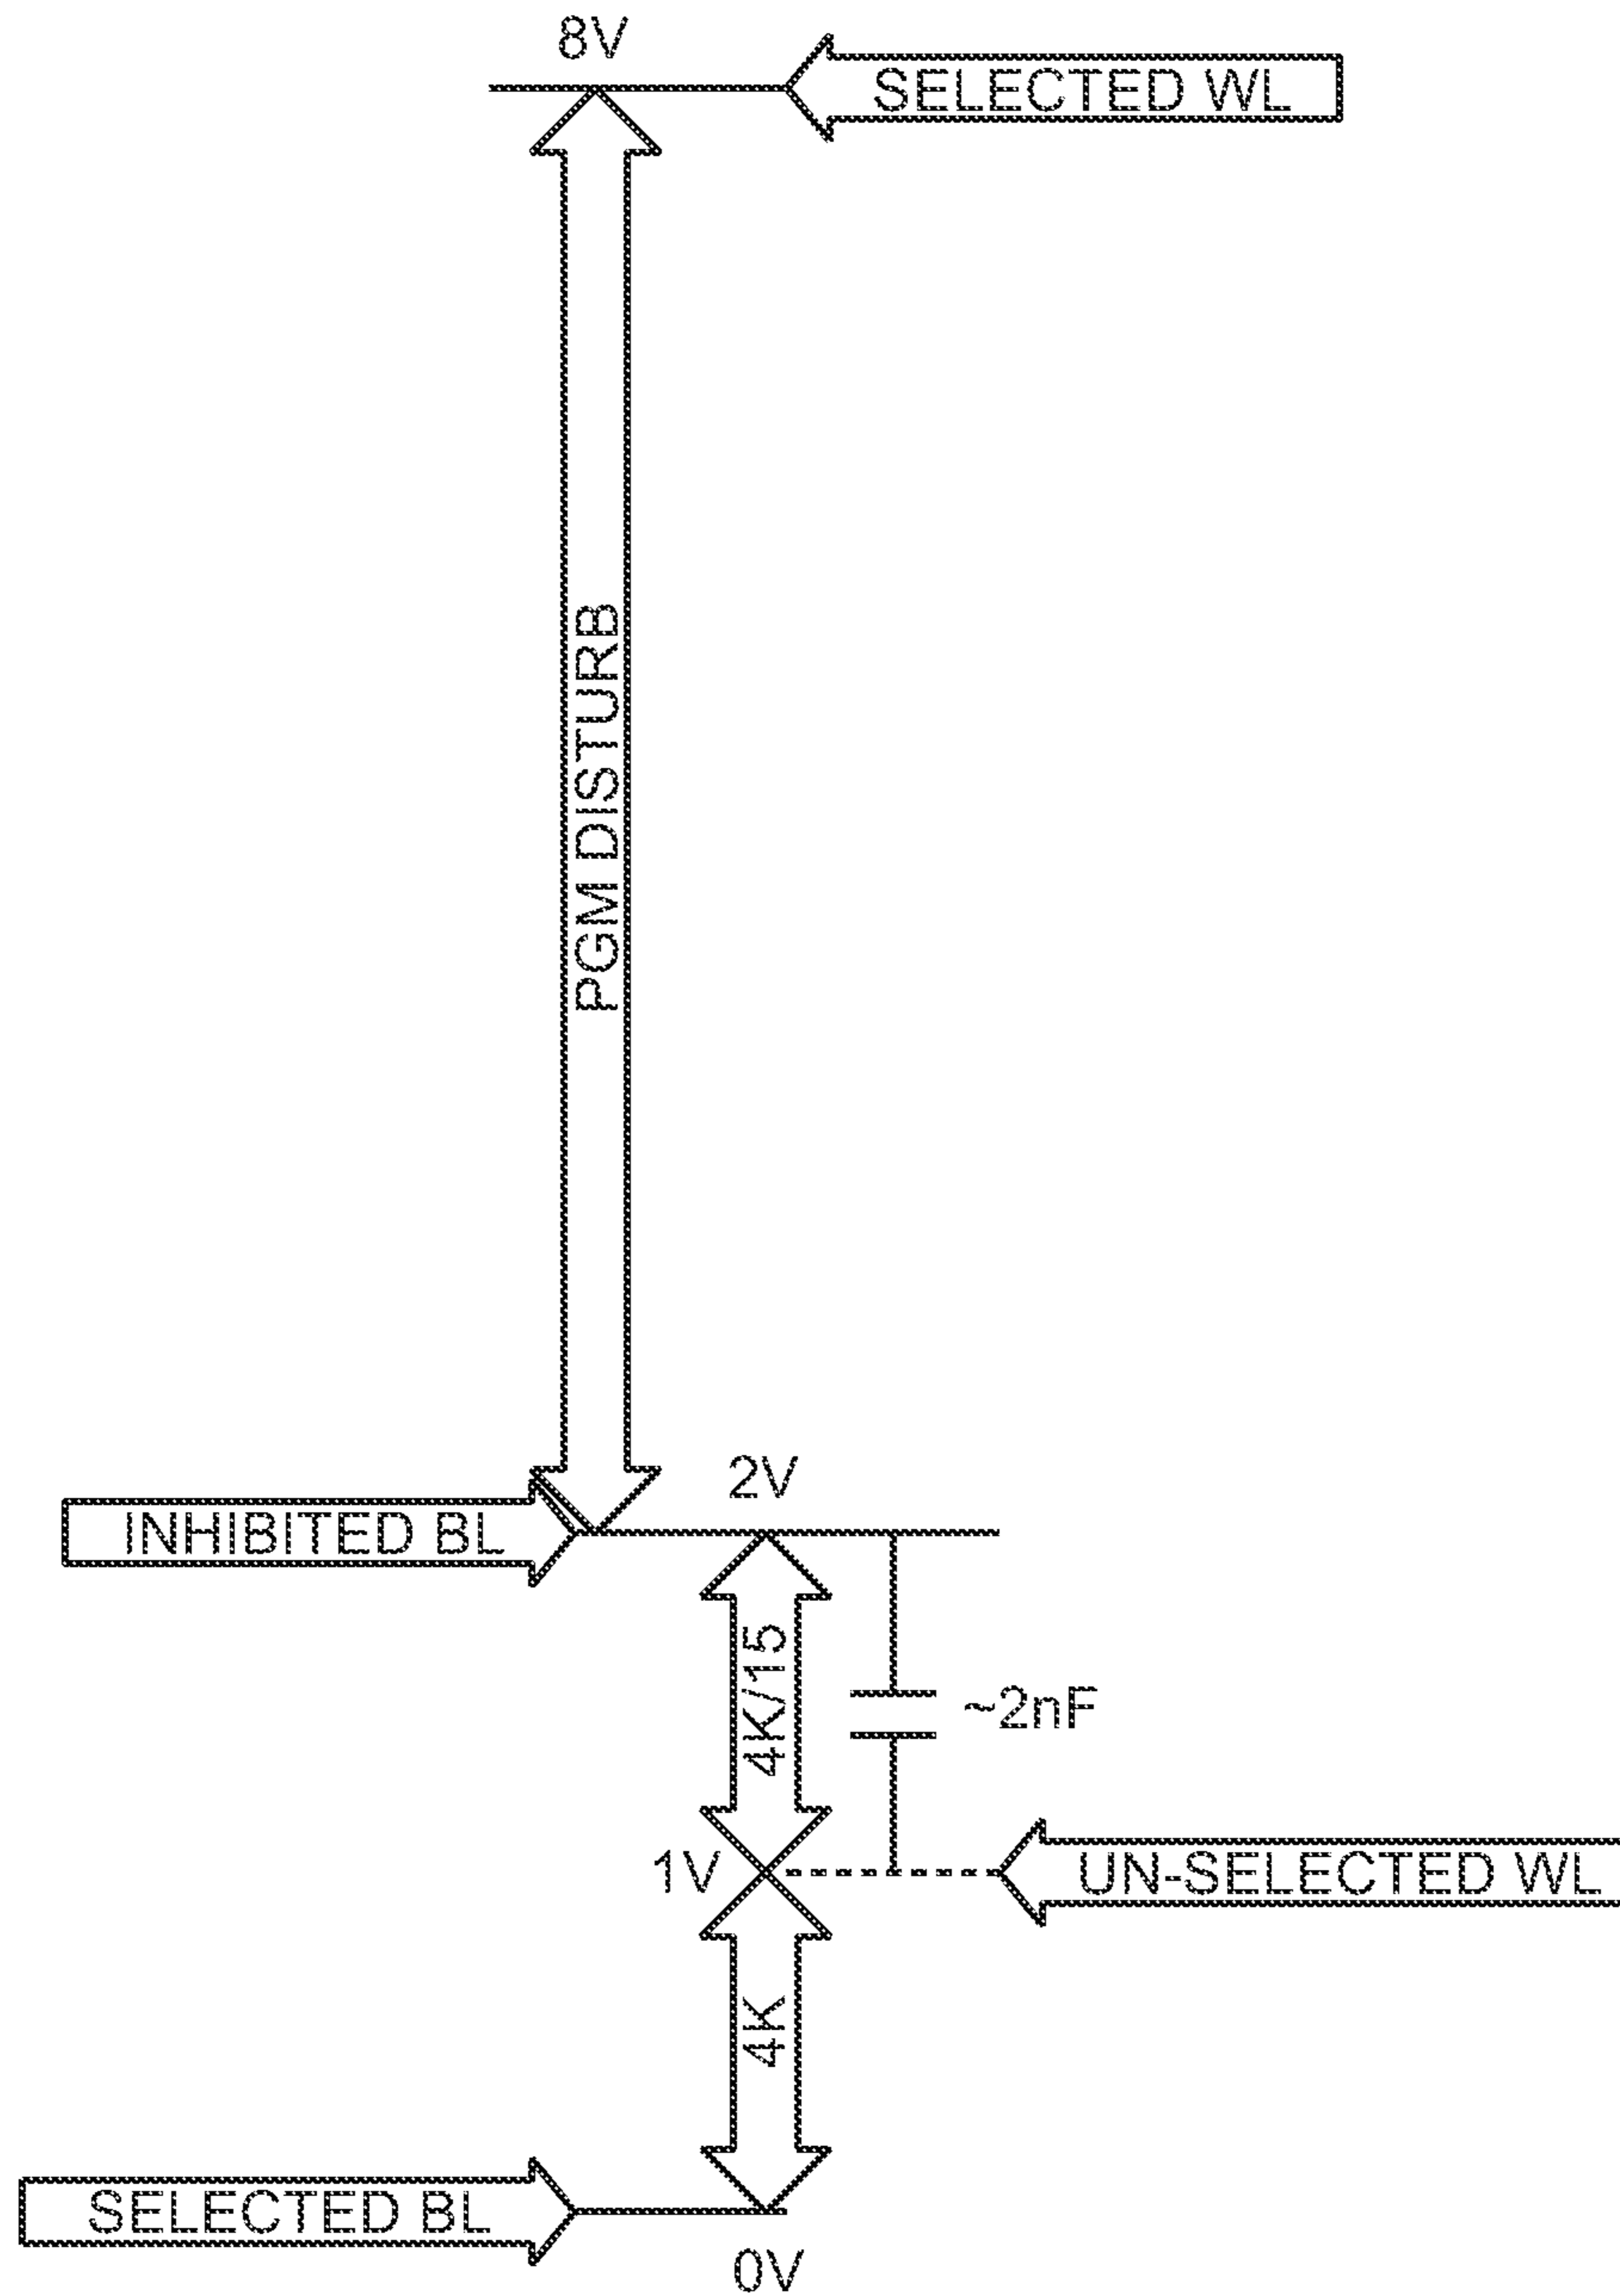 8V
SELECTED WL
PGM DISTURB
2V
INHIBITED BL
4K/15
~2nF
1V
UN-SELECTED WL
4K
SELECTED BL
0V